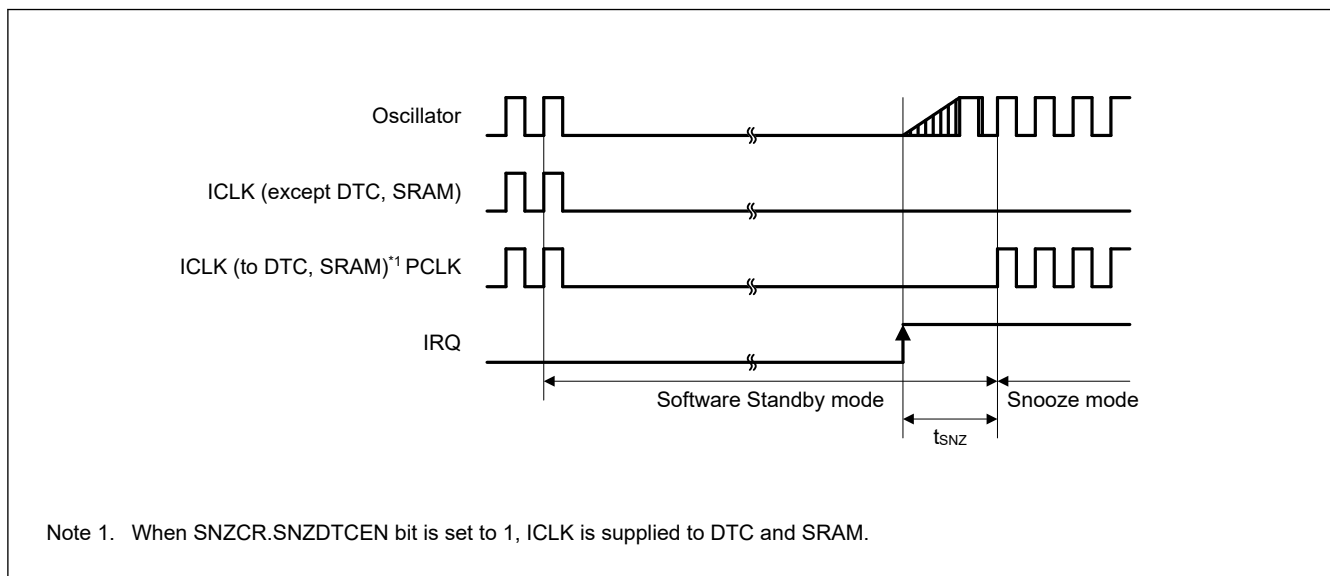 Oscillator
ICLK (except DTC, SRAM)
ICLK (to DTC, SRAM)*1 PCLK
IRQ
Software Standby mode
Snooze mode
tSNZ
Note 1. When SNZCR.SNZDTCEN bit is set to 1, ICLK is supplied to DTC and SRAM.